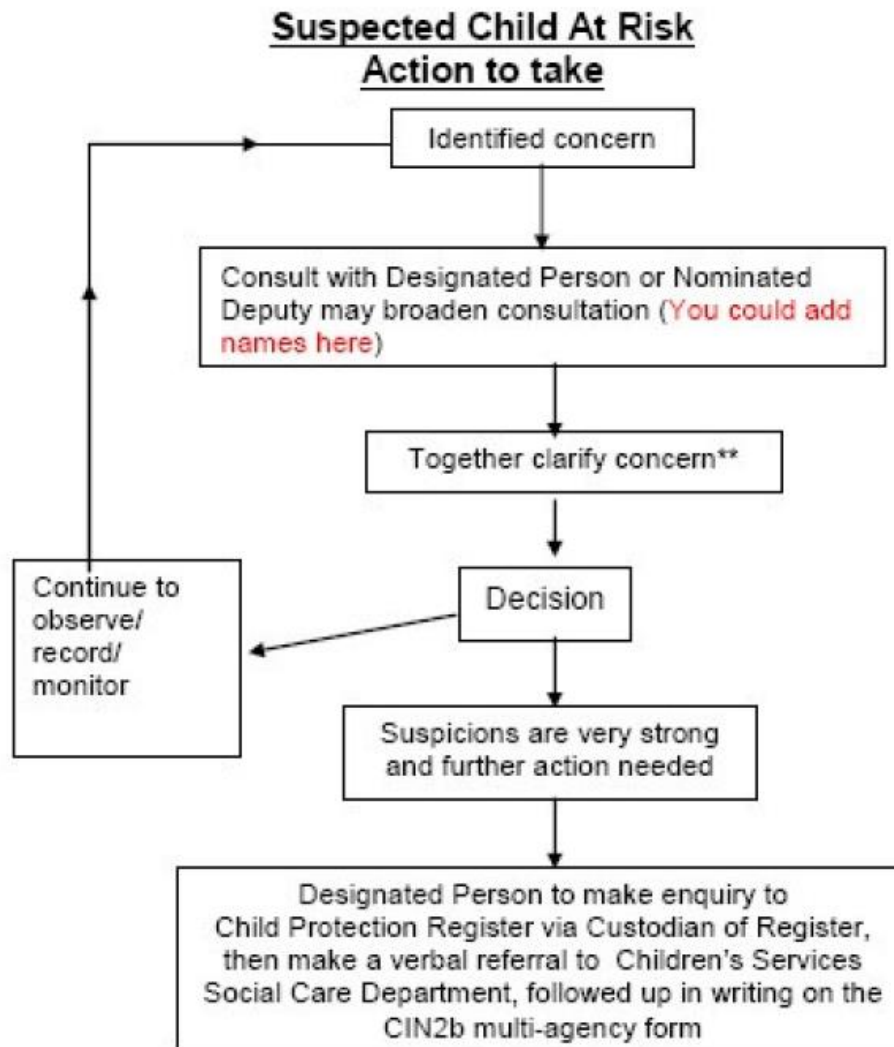 Suspected Child At Risk
Action to take
Identified concern
Consult with Designated Person or Nominated
Deputy may broaden consultation (You could add
names here)
Together clarify concern**
Decision
Continue to
observe/
record/
monitor
Suspicions are very strong
and further action needed
Designated Person to make enquiry to
Child Protection Register via Custodian of Register,
then make a verbal referral to Children's Services
Social Care Department, followed up in writing on the
CIN2b multi-agency form